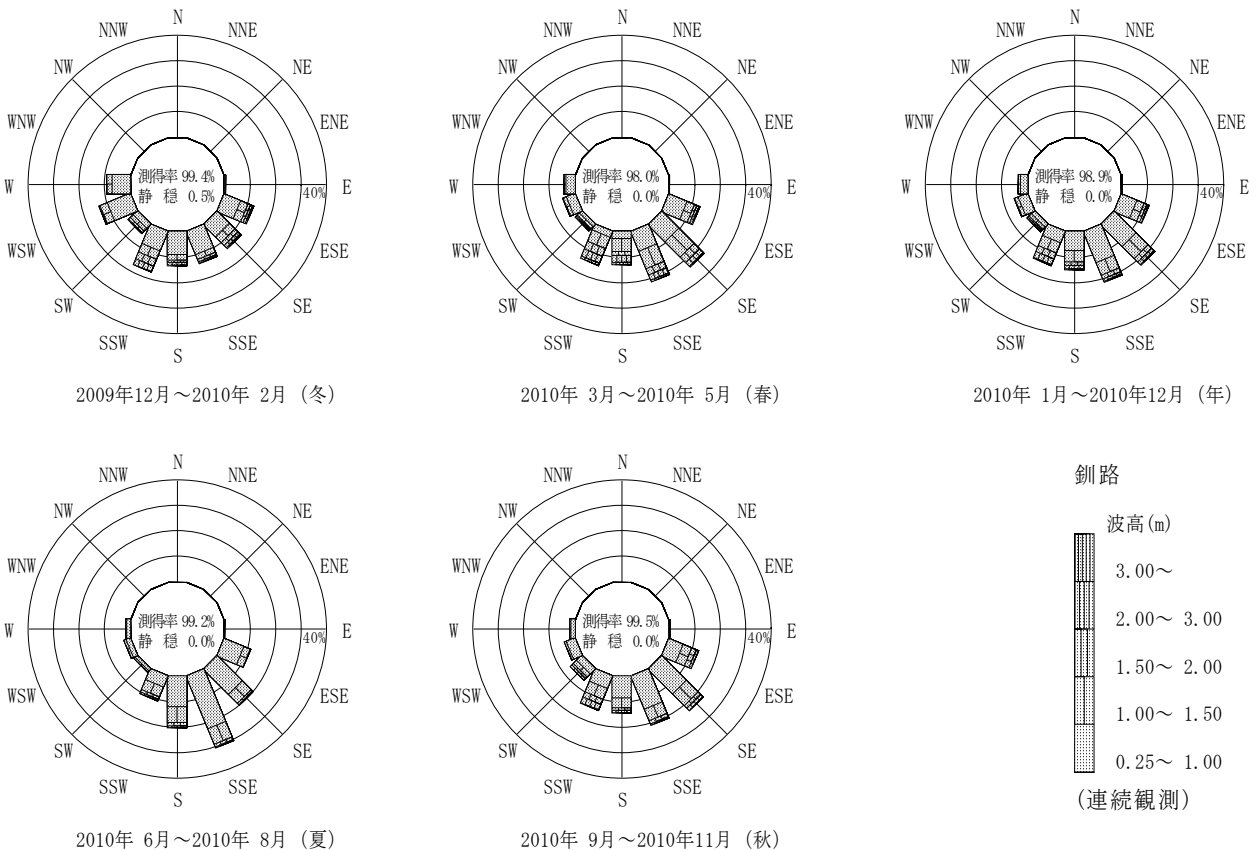 N
NNW
NNE
NW
NE
WNW
ENE
W
測得率 99.4%
静 穏 0.5%
40%
E
WSW
ESE
SW
SE
SSW
SSE
S
2009年12月～2010年 2月 (冬)
N
NNW
NNE
NW
NE
WNW
ENE
W
測得率 98.0%
静 穏 0.0%
40%
E
WSW
ESE
SW
SE
SSW
SSE
S
2010年 3月～2010年 5月 (春)
N
NNW
NNE
NW
NE
WNW
ENE
W
測得率 98.9%
静 穏 0.0%
40%
E
WSW
ESE
SW
SE
SSW
SSE
S
2010年 1月～2010年12月 (年)
N
NNW
NNE
NW
NE
WNW
ENE
W
測得率 99.2%
静 穏 0.0%
40%
E
WSW
ESE
SW
SE
SSW
SSE
S
2010年 6月～2010年 8月 (夏)
N
NNW
NNE
NW
NE
WNW
ENE
W
測得率 99.5%
静 穏 0.0%
40%
E
WSW
ESE
SW
SE
SSW
SSE
S
2010年 9月～2010年11月 (秋)
釧路
波高(m)
3.00～
2.00～ 3.00
1.50～ 2.00
1.00～ 1.50
0.25～ 1.00
(連続観測)